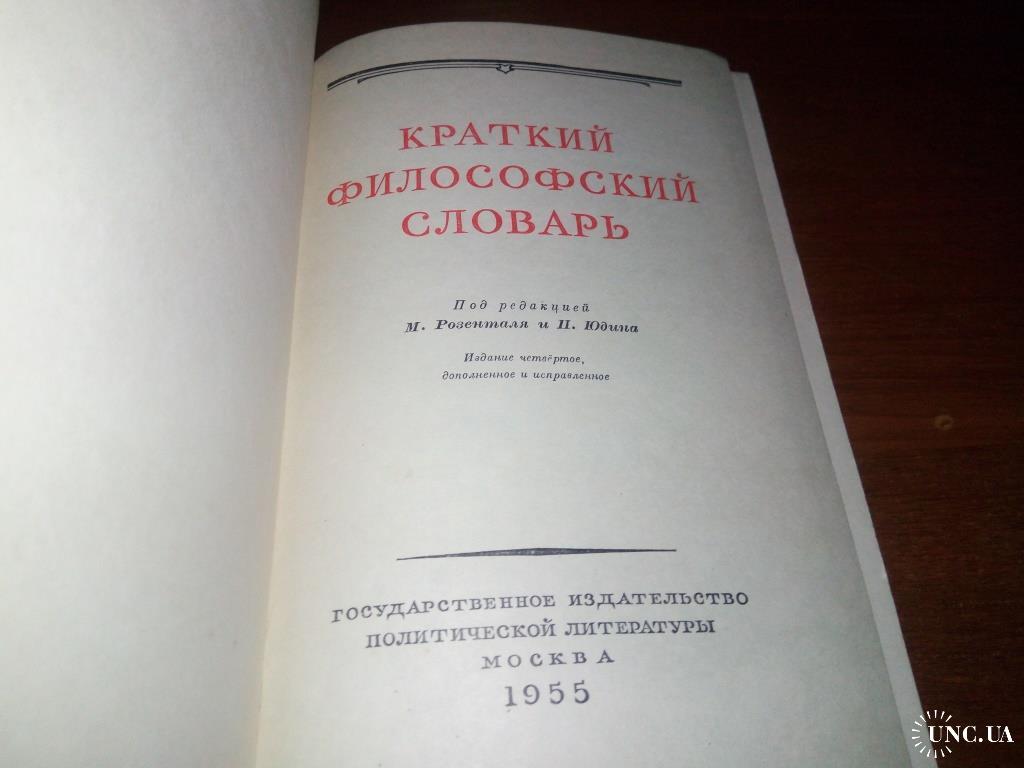 КРАТКИЙ
ФИЛОСОФСКИЙ
СЛОВАРЬ
Под редакцией
М. Розенталя и П. Юдина
Издание четвёртое,
дополненное и исправленное
ГОСУДАРСТВЕННОЕ ИЗДАТЕЛЬСТВО
ПОЛИТИЧЕСКОЙ ЛИТЕРАТУРЫ
МОСКВА
1955
UNC.UA